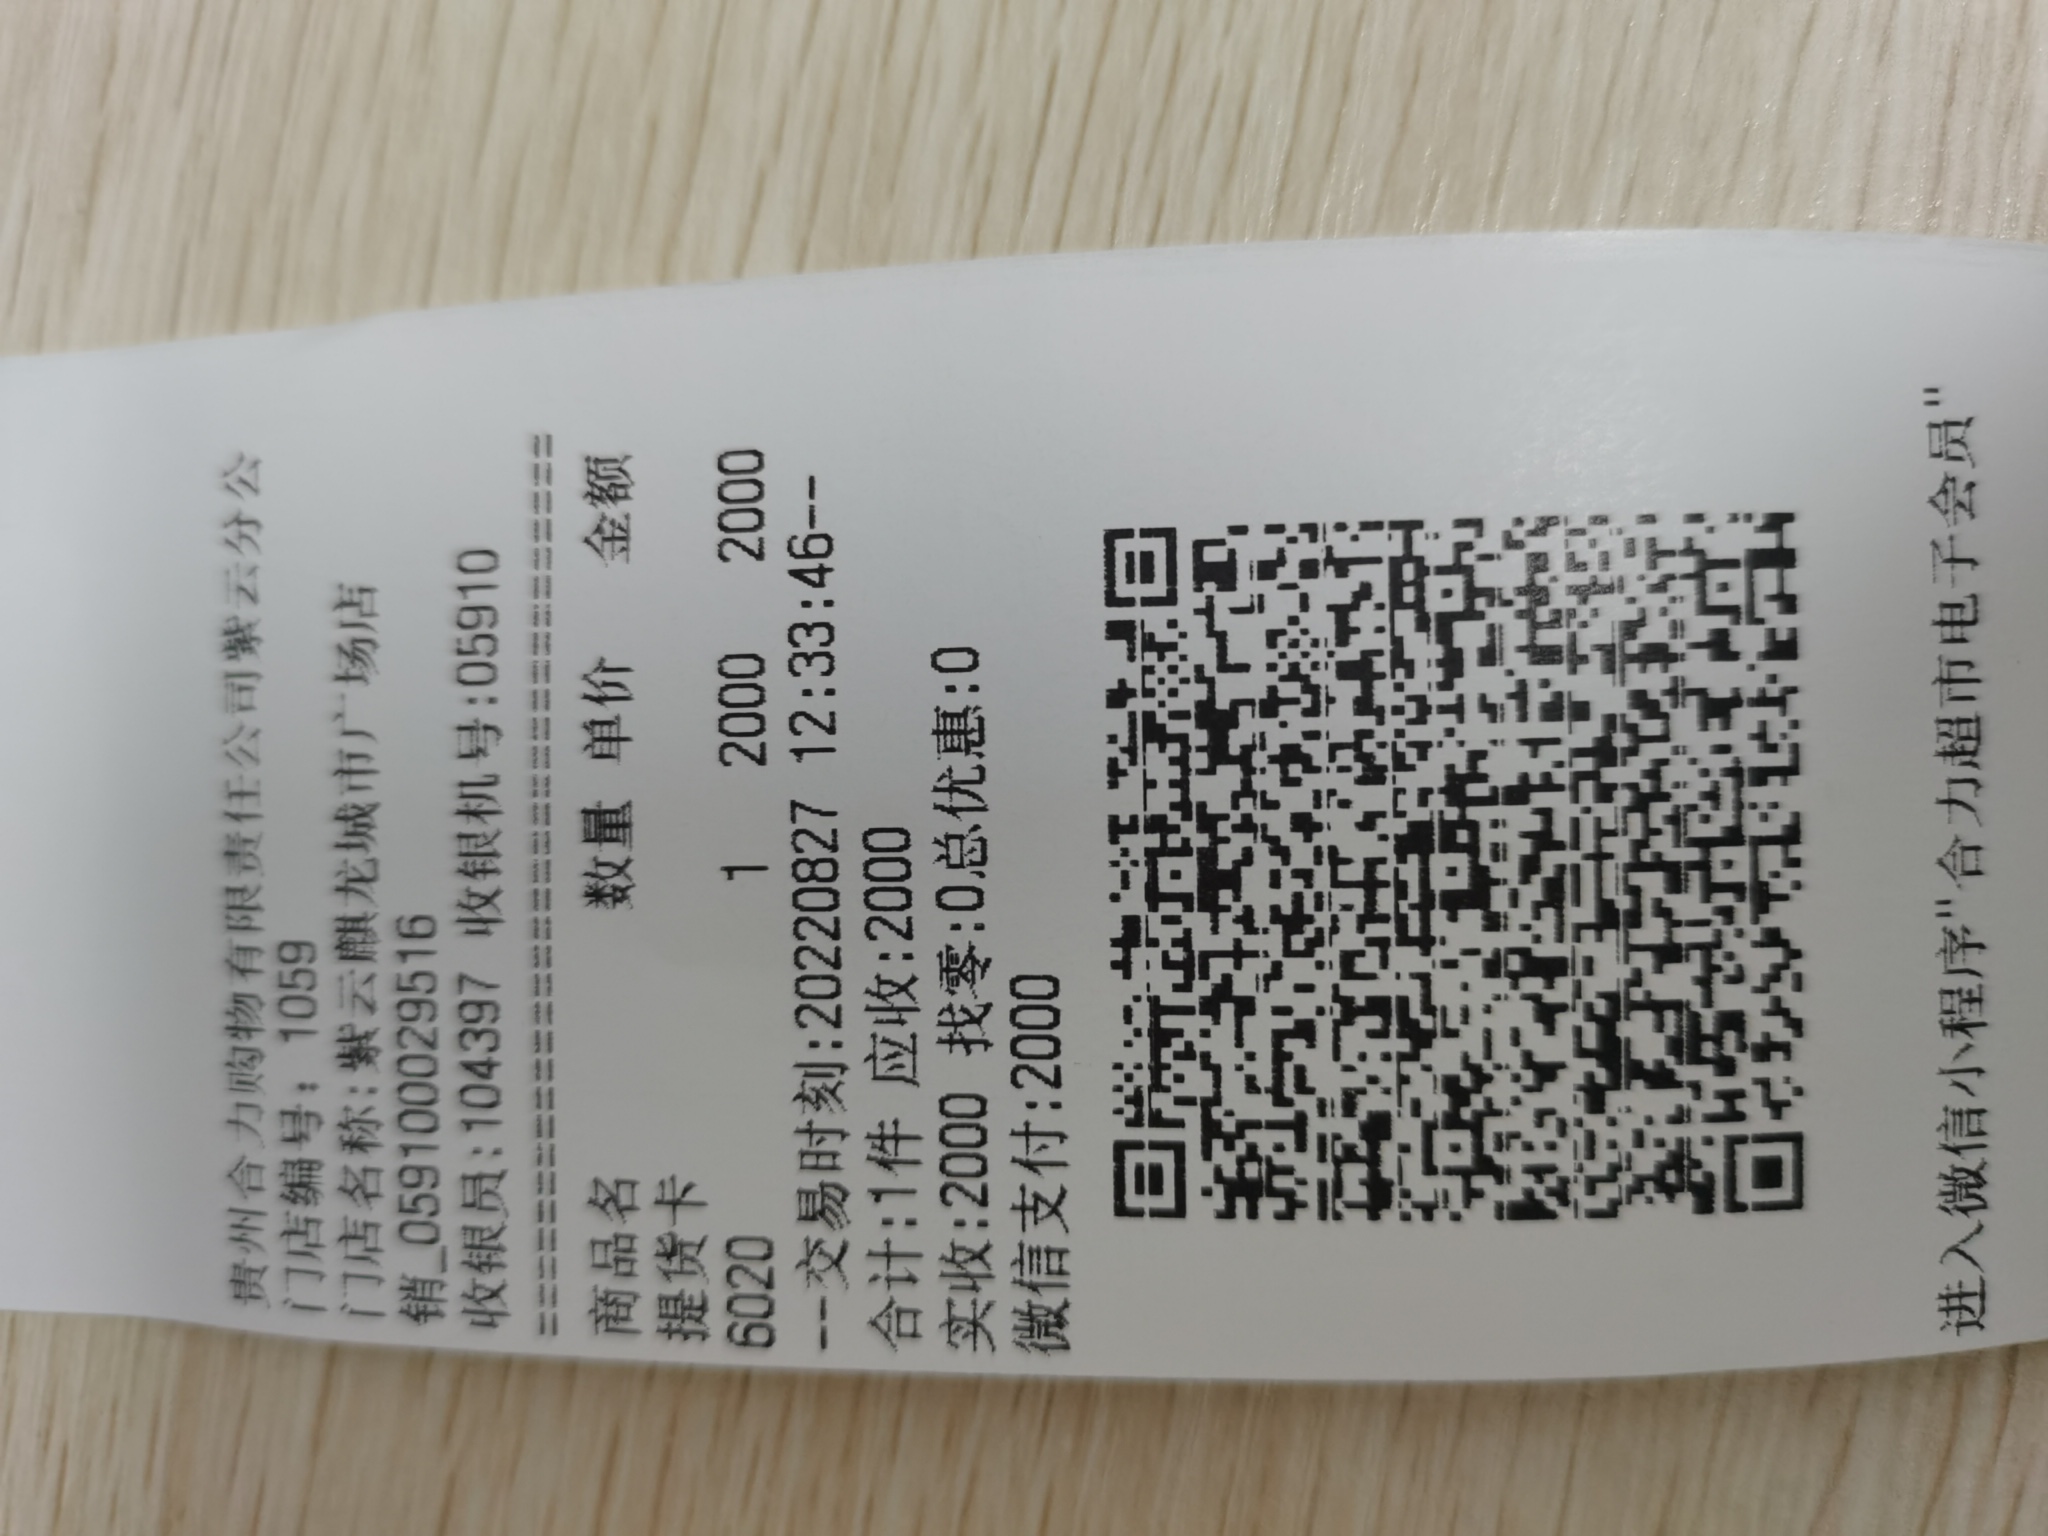 贵州合力购物有限责任公司紫云分公
门店编号: 1059
门店名称:紫云麒龙城市广场店
销_0591000029516
收银员:104397 收银机号:05910
================================
商品名 数量 单价 金额
提货卡
6020 1 2000 2000
--交易时刻:20220827 12:33:46--
合计:1件 应收:2000
实收:2000 找零:0总优惠:0
微信支付:2000
进入微信小程序"合力超市电子会员"